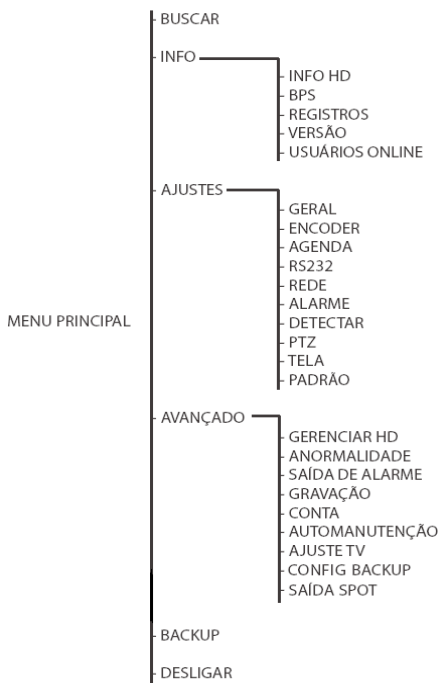 BUSCAR
INFO
INFO HD
BPS
REGISTROS
VERSÃO
USUÁRIOS ONLINE
AJUSTES
GERAL
ENCODER
AGENDA
RS232
REDE
ALARME
DETECTAR
PTZ
TELA
PADRÃO
MENU PRINCIPAL
AVANÇADO
GERENCIAR HD
ANORMALIDADE
SAÍDA DE ALARME
GRAVAÇÃO
CONTA
AUTOMANUTENÇÃO
AJUSTE TV
CONFIG BACKUP
SAÍDA SPOT
BACKUP
DESLIGAR